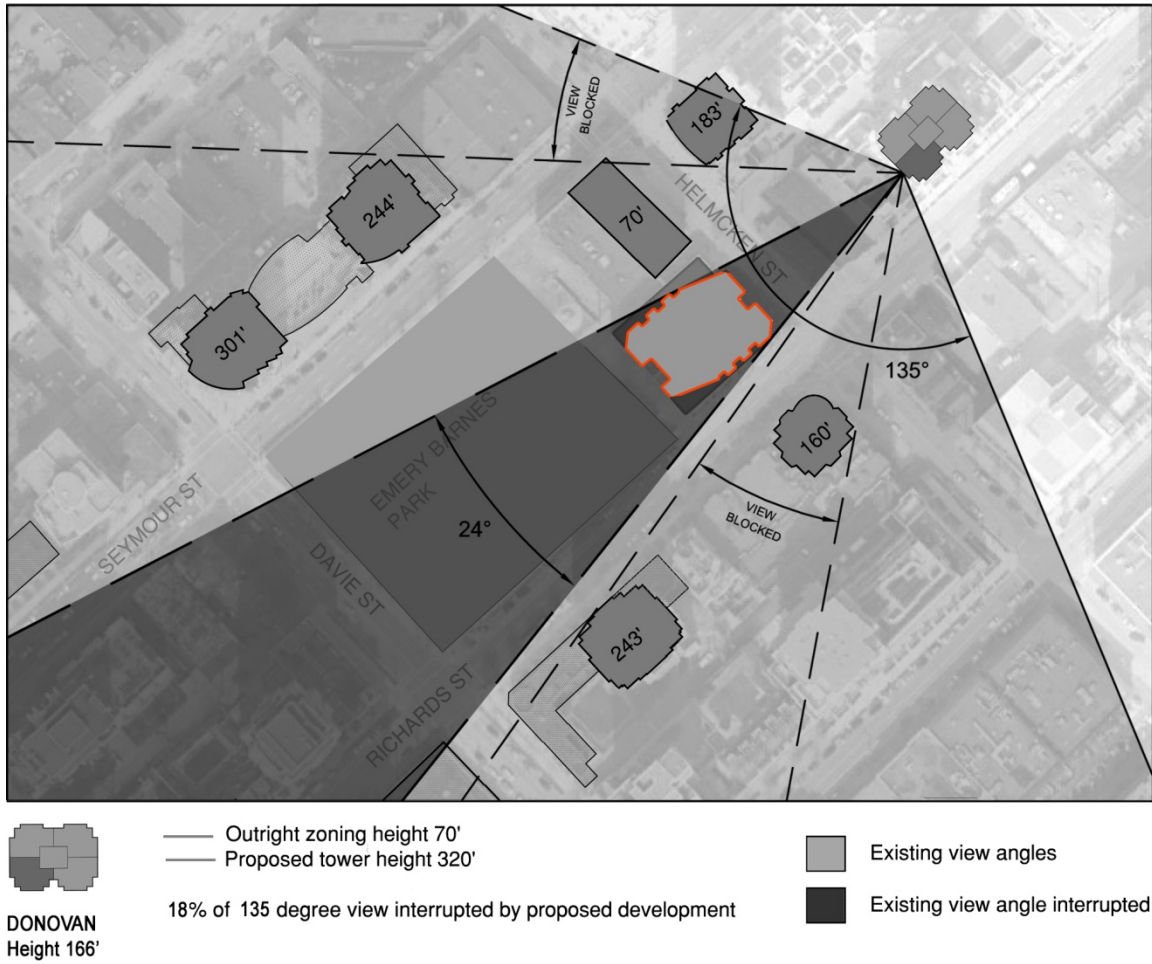 VIEW
BLOCKED
183'
244'
70'
HELMCKEN ST
301'
135°
EMERY BARNES
PARK
160'
24°
VIEW
BLOCKED
SEYMOUR ST
DAVIE ST
243'
RICHARDS ST
Outright zoning height 70'
Proposed tower height 320'
18% of 135 degree view interrupted by proposed development
Existing view angles
Existing view angle interrupted
DONOVAN
Height 166'